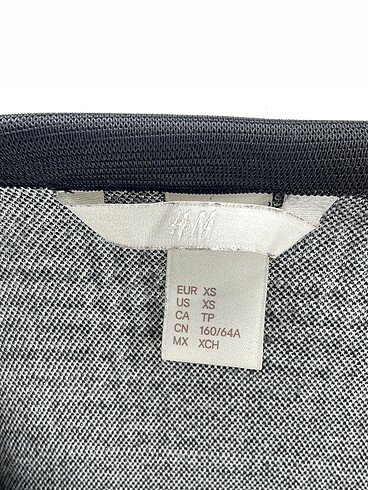 H&M
EUR XS
US XS
CA TP
CN 160/64A
MX XCH